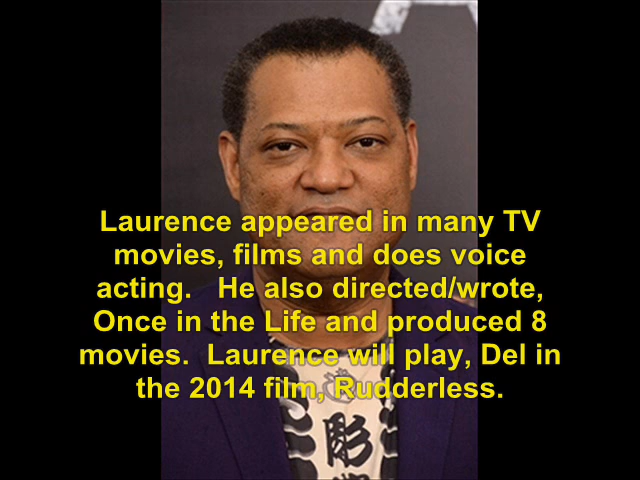 Laurence appeared in many TV
movies, films and does voice
acting.   He also directed/wrote,
Once in the Life and produced 8
movies.  Laurence will play, Del in
the 2014 film, Rudderless.
彫